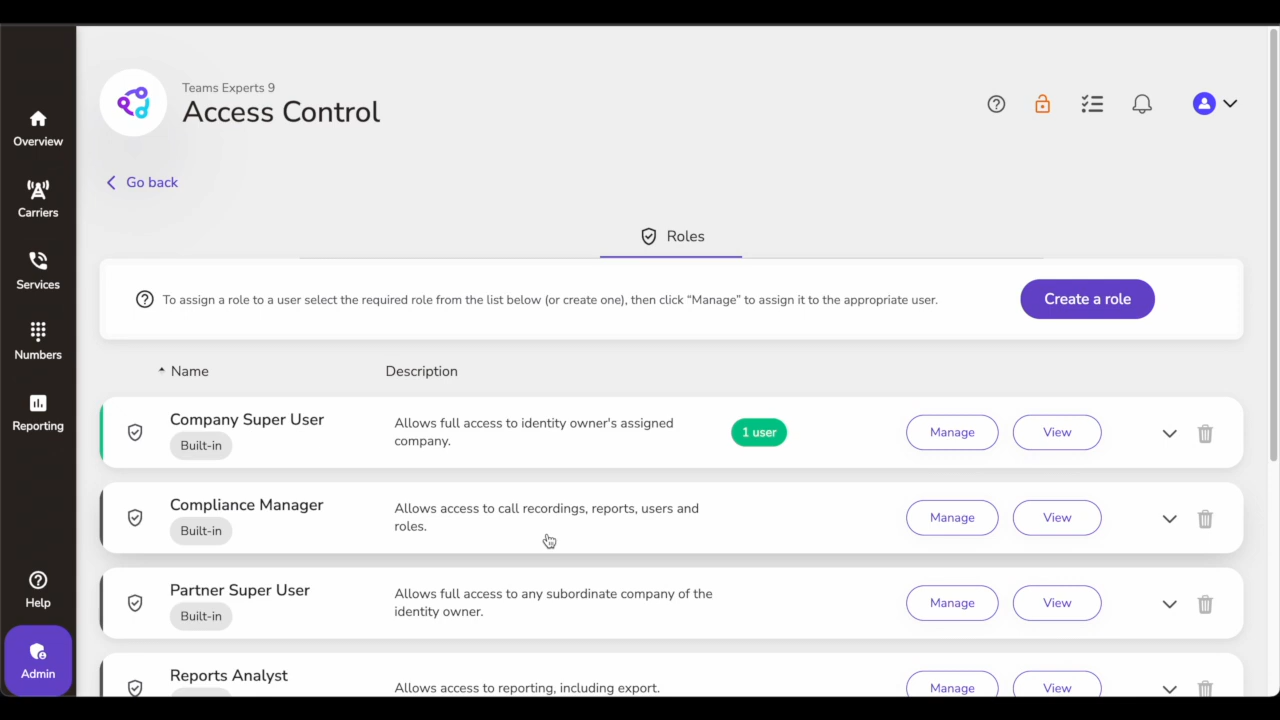 Teams Experts 9
Access Control
Overview
Carriers
Services
Numbers
Reporting
Help
Admin
Go back
Roles
To assign a role to a user select the required role from the list below (or create one), then click “Manage” to assign it to the appropriate user.
Create a role
Name
Description
Company Super User
Built-in
Allows full access to identity owner's assigned
company.
1 user
Manage
View
Compliance Manager
Built-in
Allows access to call recordings, reports, users and
roles.
Manage
View
Partner Super User
Built-in
Allows full access to any subordinate company of the
identity owner.
Manage
View
Reports Analyst
Allows access to reporting, including export.
Manage
View